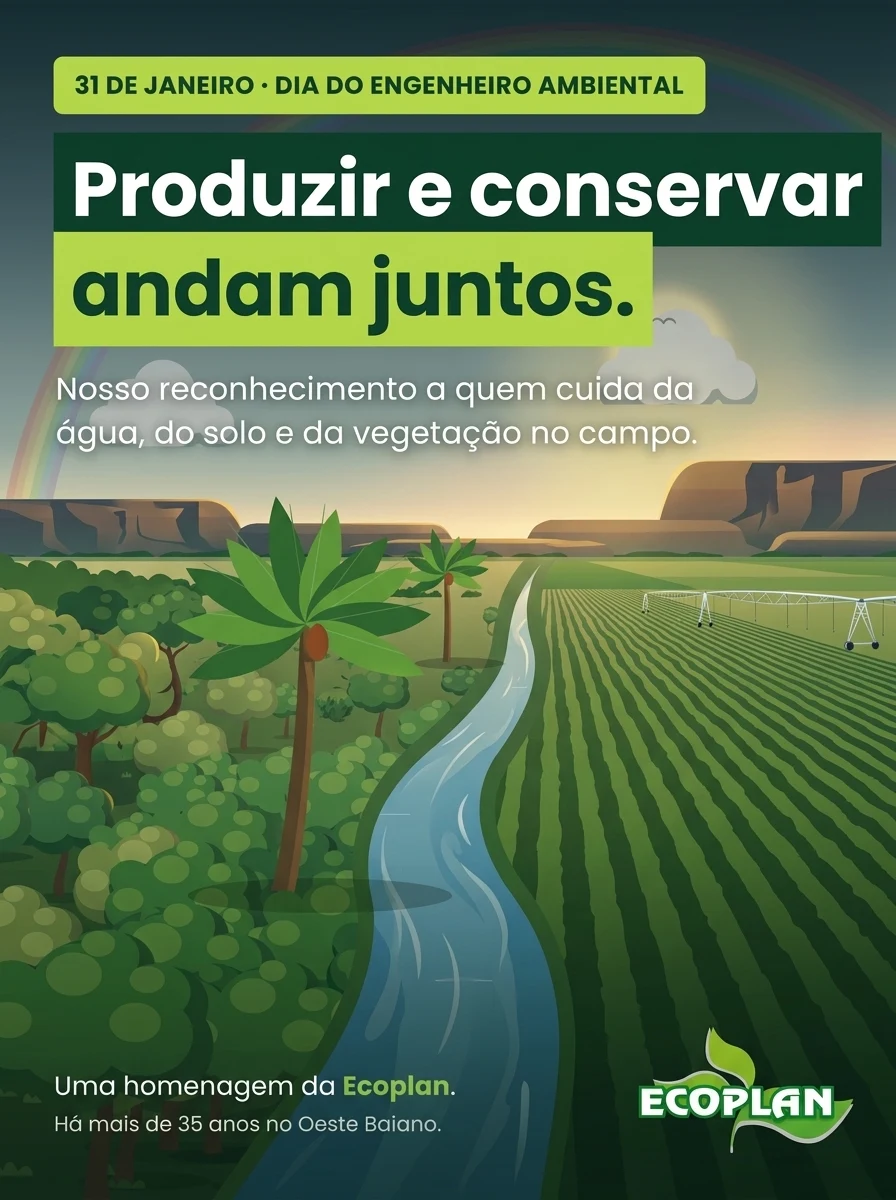 31 DE JANEIRO · DIA DO ENGENHEIRO AMBIENTAL
Produzir e conservar
andam juntos.
Nosso reconhecimento a quem cuida da
água, do solo e da vegetação no campo.
Uma homenagem da Ecoplan.
Há mais de 35 anos no Oeste Baiano.
ECOPLAN